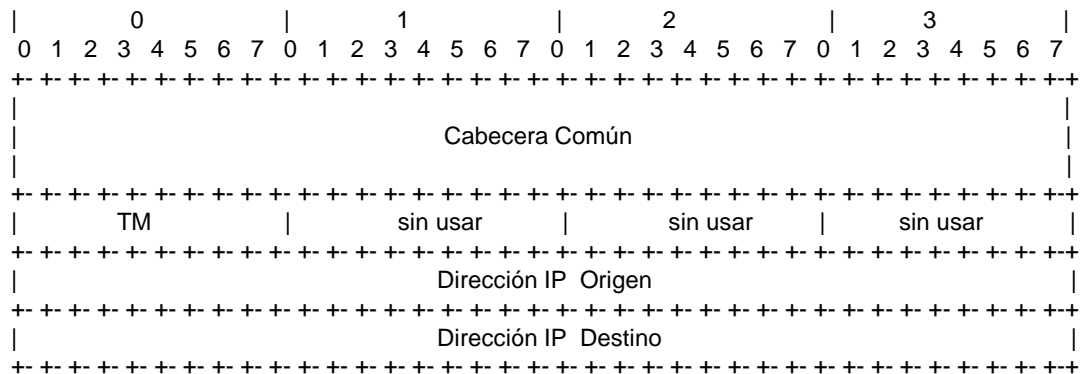 | 0 | 1 | 2 | 3 |
0 1 2 3 4 5 6 7 0 1 2 3 4 5 6 7 0 1 2 3 4 5 6 7 0 1 2 3 4 5 6 7
+- +- +- +- +- +- +- +- +- +- +- +- +- +- +- +- +- +- +- +- +- +- +- +- +- +- +- +- +- +- +- +-+
| |
| Cabecera Común |
| |
+- +- +- +- +- +- +- +- +- +- +- +- +- +- +- +- +- +- +- +- +- +- +- +- +- +- +- +- +- +- +- +-+
| TM | sin usar | sin usar | sin usar |
+- +- +- +- +- +- +- +- +- +- +- +- +- +- +- +- +- +- +- +- +- +- +- +- +- +- +- +- +- +- +- +-+
| Dirección IP Origen |
+- +- +- +- +- +- +- +- +- +- +- +- +- +- +- +- +- +- +- +- +- +- +- +- +- +- +- +- +- +- +- +-+
| Dirección IP Destino |
+- +- +- +- +- +- +- +- +- +- +- +- +- +- +- +- +- +- +- +- +- +- +- +- +- +- +- +- +- +- +- +-+